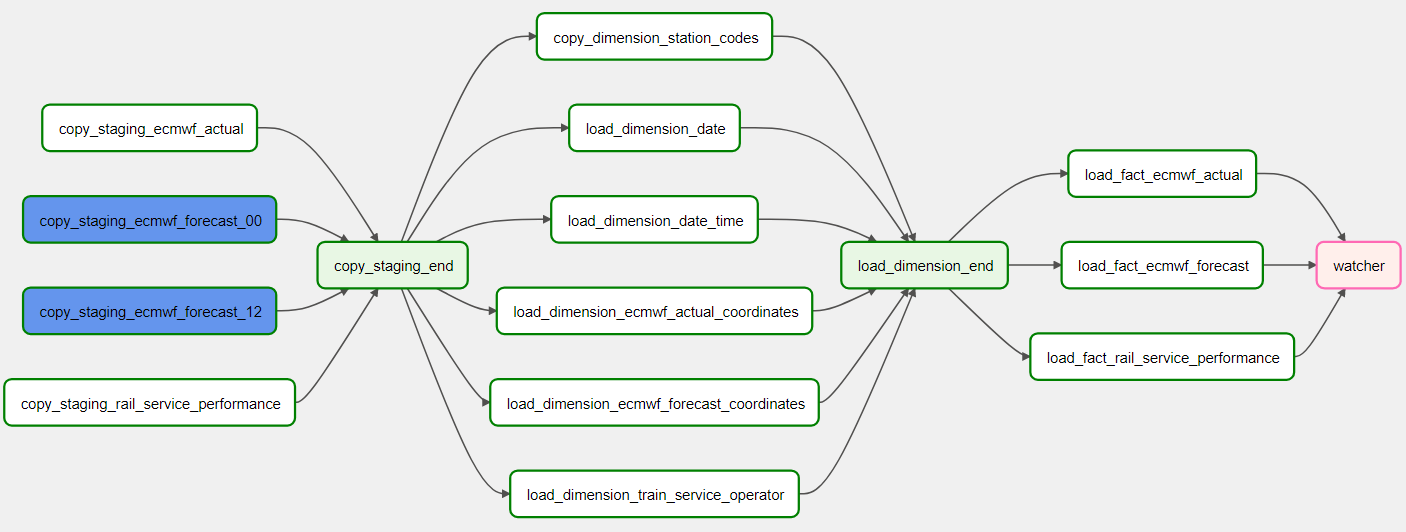 copy_staging_ecmwf_actual
copy_staging_ecmwf_forecast_00
copy_staging_ecmwf_forecast_12
copy_staging_rail_service_performance
copy_staging_end
copy_dimension_station_codes
load_dimension_date
load_dimension_date_time
load_dimension_ecmwf_actual_coordinates
load_dimension_ecmwf_forecast_coordinates
load_dimension_train_service_operator
load_dimension_end
load_fact_ecmwf_actual
load_fact_ecmwf_forecast
load_fact_rail_service_performance
watcher